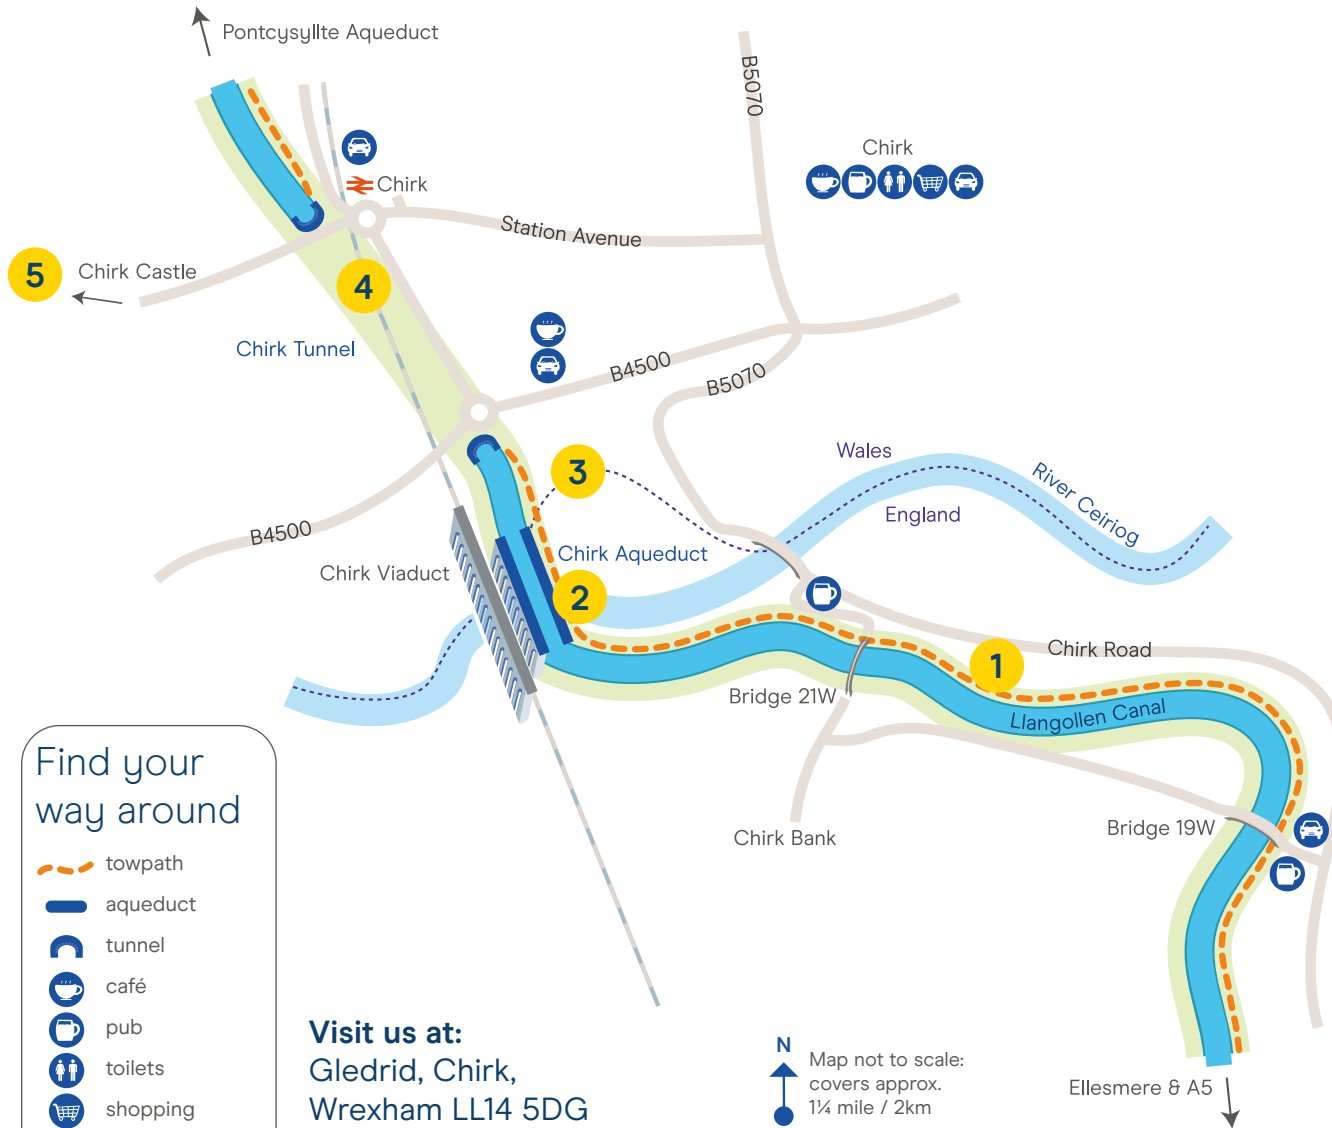 Pontcysyllte Aqueduct
B5070
Chirk
Chirk
Station Avenue
5
Chirk Castle
4
Chirk Tunnel
B4500
B5070
3
Wales
River Ceiriog
England
B4500
Chirk Aqueduct
Chirk Viaduct
2
1
Chirk Road
Bridge 21W
Llangollen Canal
Chirk Bank
Bridge 19W
Find your
way around
towpath
aqueduct
tunnel
café
pub
toilets
shopping
Visit us at:
Gledrid, Chirk,
Wrexham LL14 5DG
N
Map not to scale:
covers approx.
1¼ mile / 2km
Ellesmere & A5